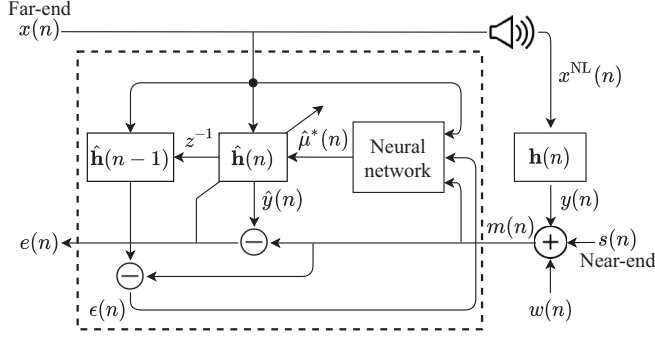 Far-end
x(n)
x^NL(n)
z^{-1}
μ̂*(n)
ĥ(n − 1)
ĥ(n)
Neural
network
h(n)
ŷ(n)
y(n)
m(n)
e(n)
−
+
s(n)
Near-end
−
ϵ(n)
w(n)